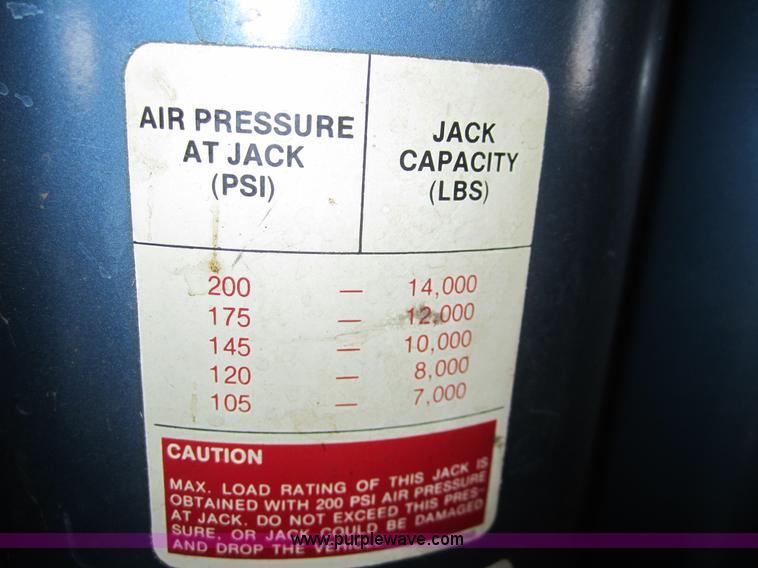 AIR PRESSURE
AT JACK
(PSI)
JACK
CAPACITY
(LBS)
200 — 14,000
175 — 12,000
145 — 10,000
120 — 8,000
105 — 7,000
CAUTION
MAX. LOAD RATING OF THIS JACK IS
OBTAINED WITH 200 PSI AIR PRESSURE
AT JACK. DO NOT EXCEED THIS PRES-
SURE, OR JACK COULD BE DAMAGED
AND DROP THE
www.purplewave.com